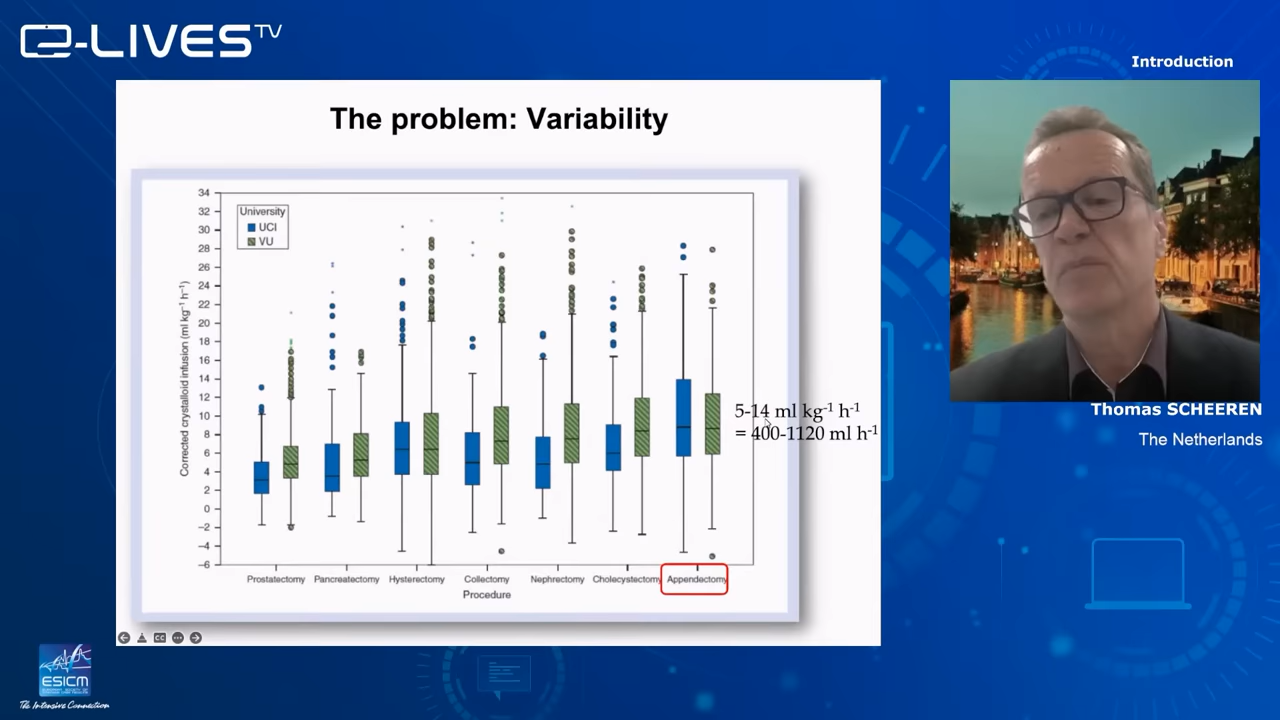 e-LIVES TV
Introduction
The problem: Variability
34
32
30
28
26
24
22
20
18
16
14
12
10
8
6
4
2
0
–2
–4
–6
Corrected crystalloid infusion (ml kg⁻¹ h⁻¹)
University
UCI
VU
5-14 ml kg⁻¹ h⁻¹
= 400-1120 ml h⁻¹
Prostatectomy Pancreatectomy Hysterectomy Collectomy Nephrectomy Cholecystectomy Appendectomy
Procedure
Thomas SCHEEREN
The Netherlands
CC
ESICM
The Intensive Connection